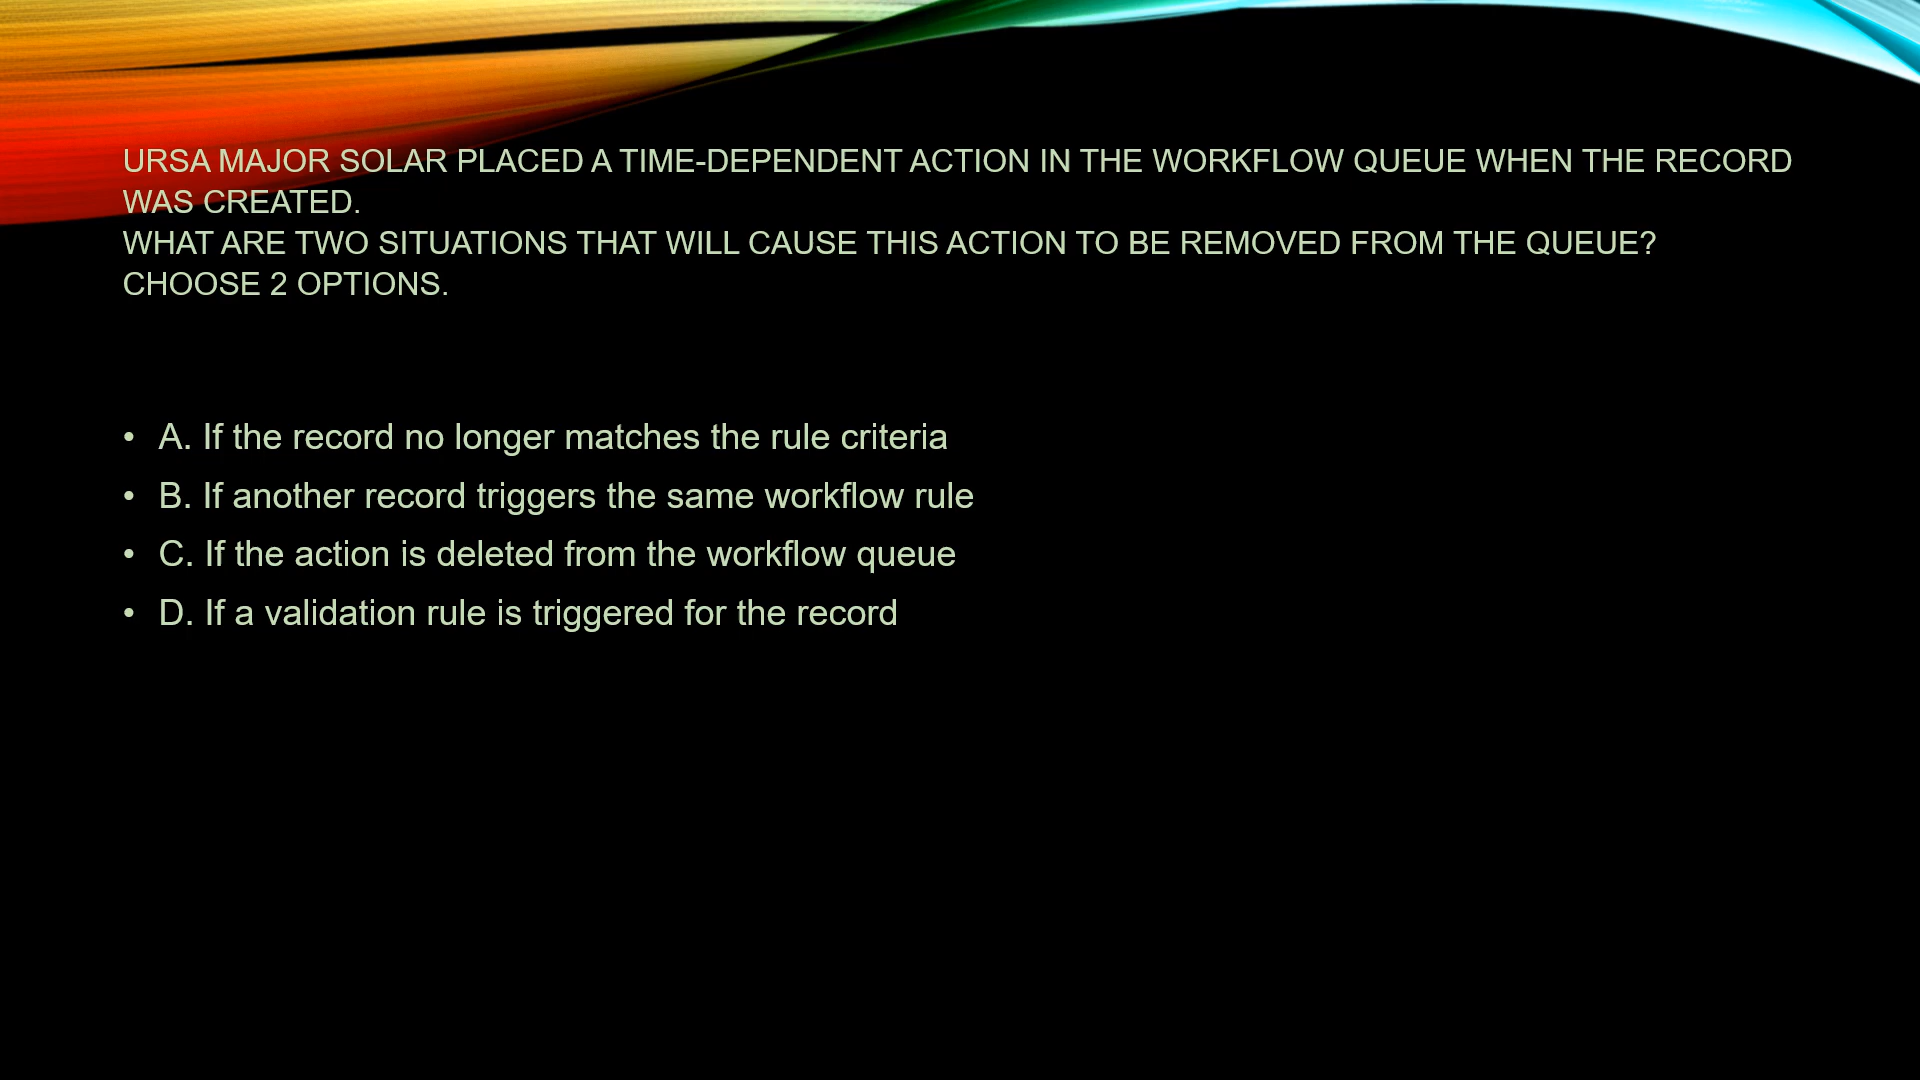 URSA MAJOR SOLAR PLACED A TIME-DEPENDENT ACTION IN THE WORKFLOW QUEUE WHEN THE RECORD
WAS CREATED.
WHAT ARE TWO SITUATIONS THAT WILL CAUSE THIS ACTION TO BE REMOVED FROM THE QUEUE?
CHOOSE 2 OPTIONS.
• A. If the record no longer matches the rule criteria
• B. If another record triggers the same workflow rule
• C. If the action is deleted from the workflow queue
• D. If a validation rule is triggered for the record